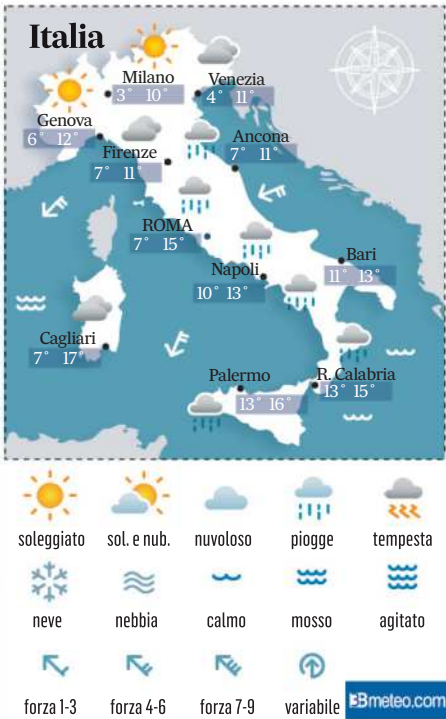 Italia
Milano
3° 10°
Venezia
4° 11°
Genova
6° 12°
Firenze
7° 11°
Ancona
7° 11°
ROMA
7° 15°
Napoli
10° 13°
Bari
11° 13°
Cagliari
7° 17°
Palermo
13° 16°
R. Calabria
13° 15°
soleggiato sol. e nub. nuvoloso piogge tempesta
neve nebbia calmo mosso agitato
forza 1-3 forza 4-6 forza 7-9 variabile
3Bmeteo.com